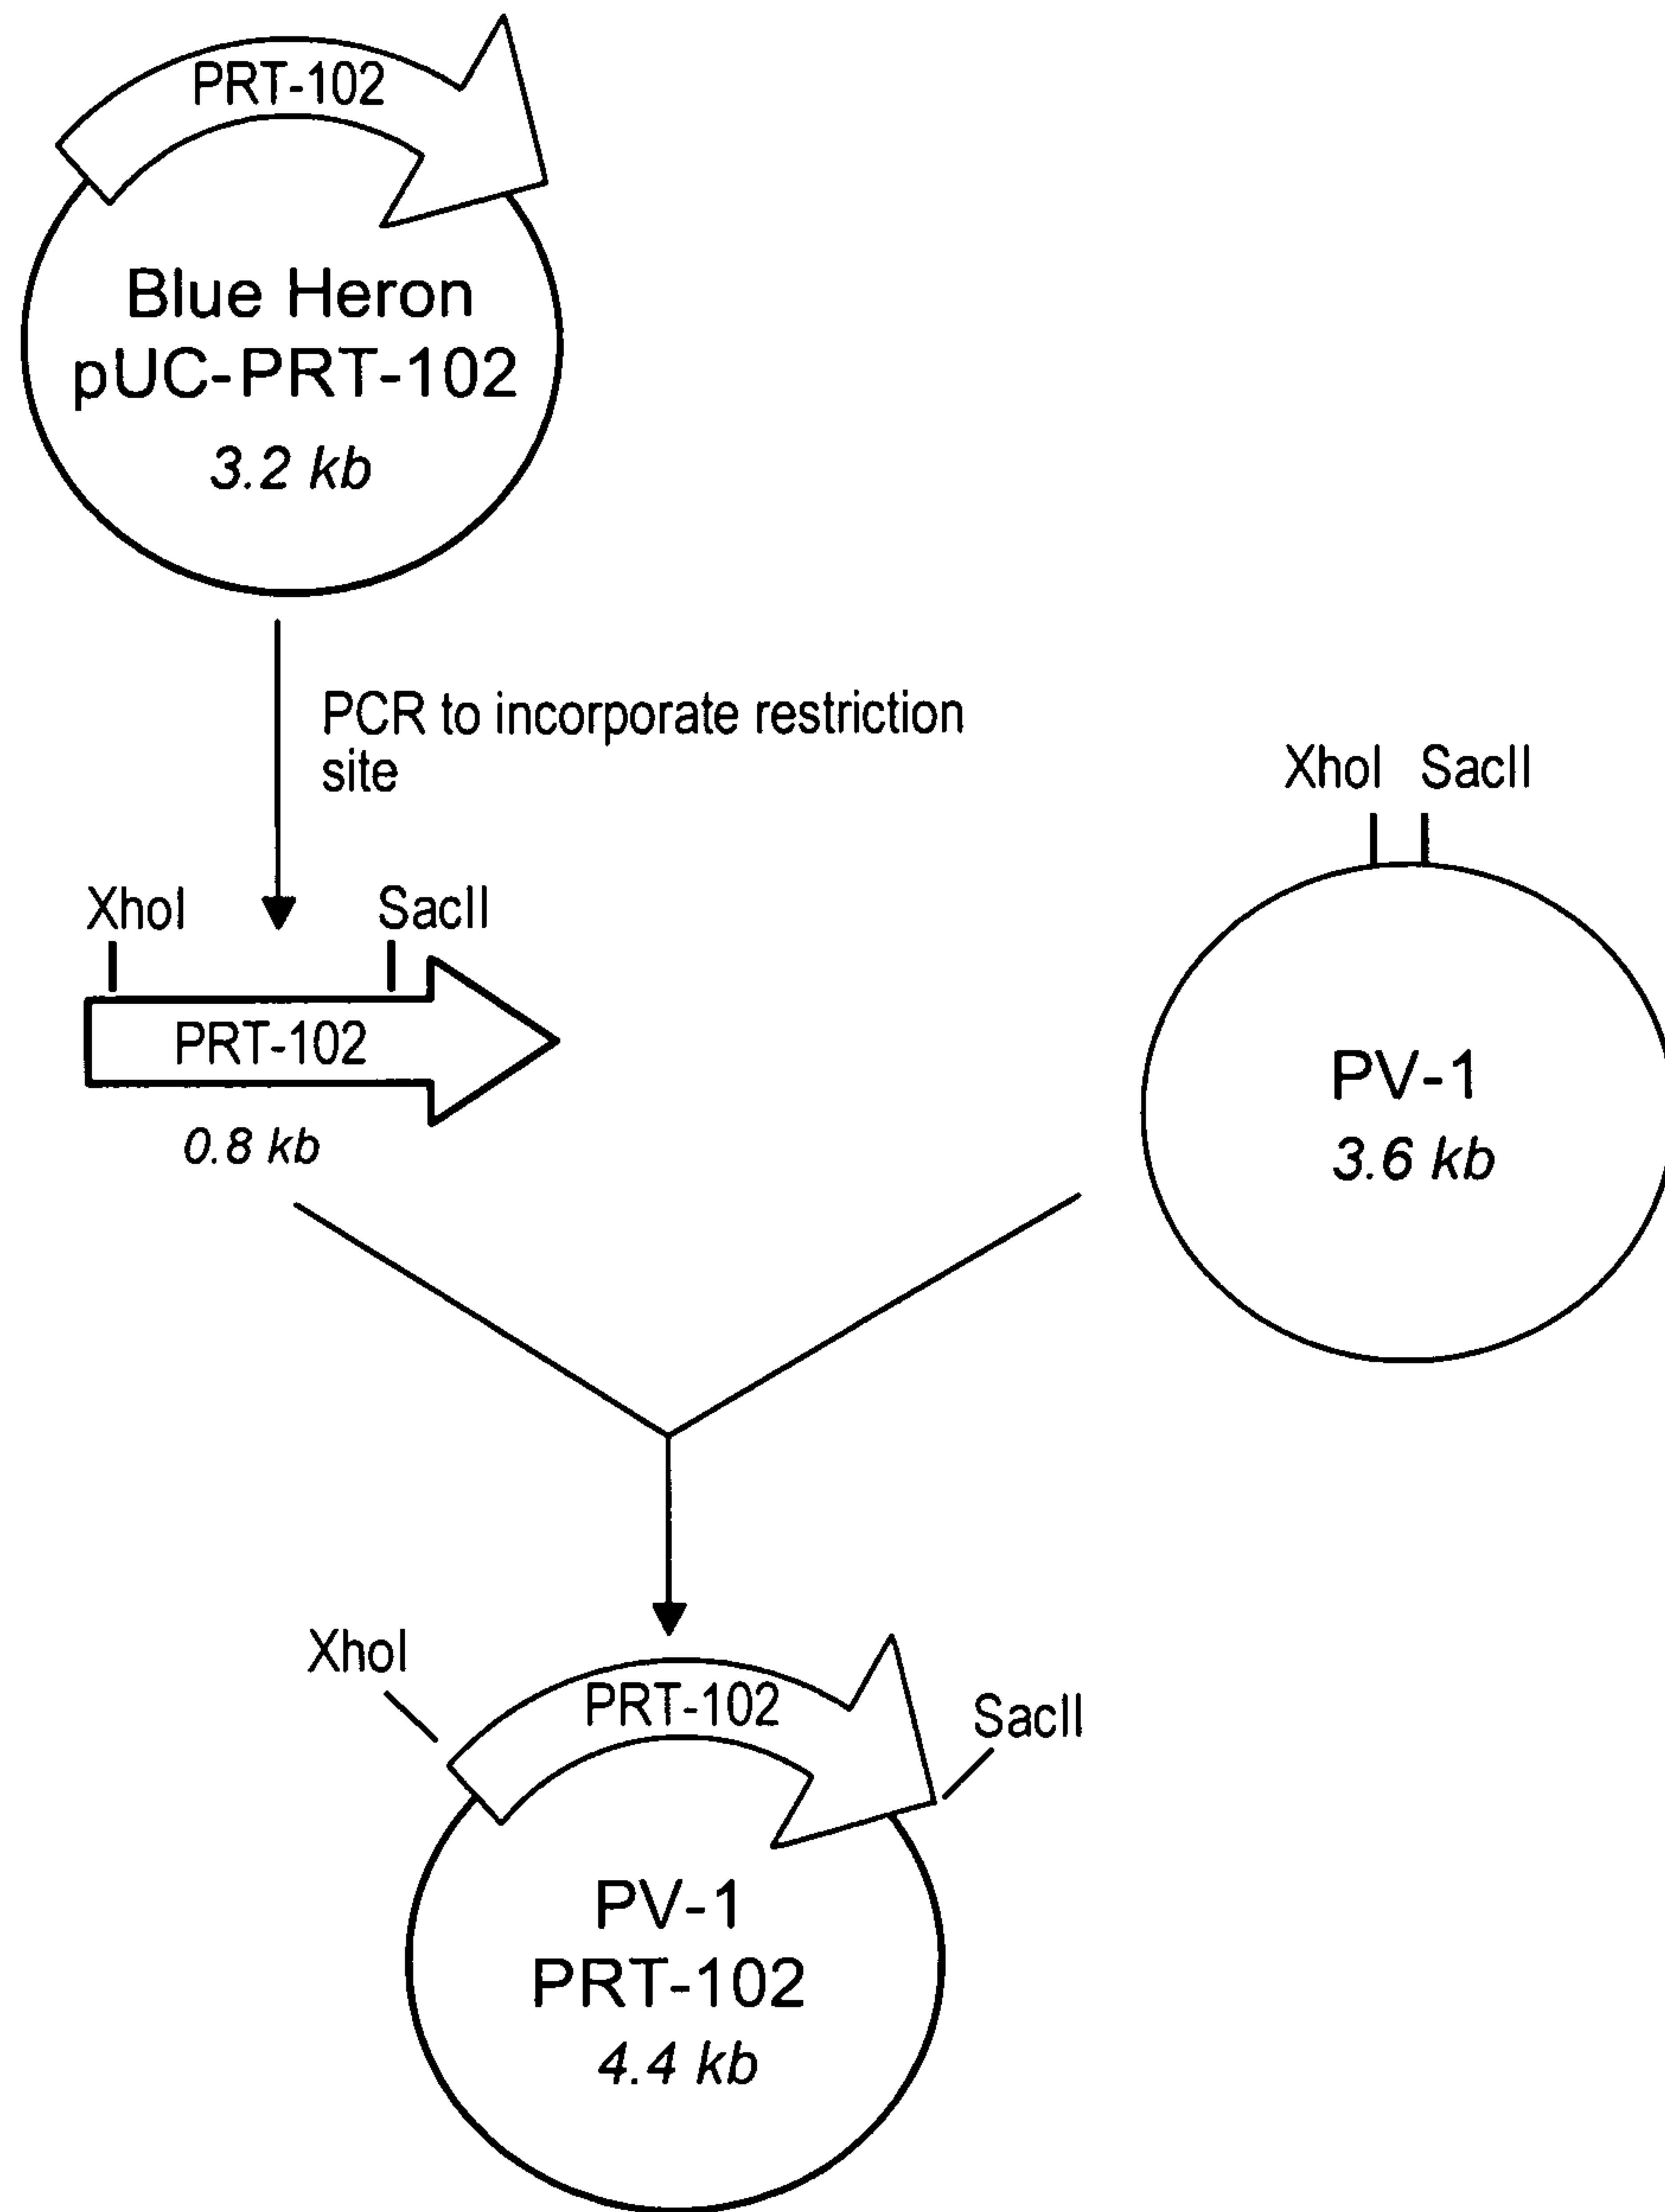 PRT-102
Blue Heron
pUC-PRT-102
3.2 kb
PCR to incorporate restriction
site
XhoI SacII
XhoI SacII
PRT-102
0.8 kb
PV-1
3.6 kb
XhoI
PRT-102
SacII
PV-1
PRT-102
4.4 kb